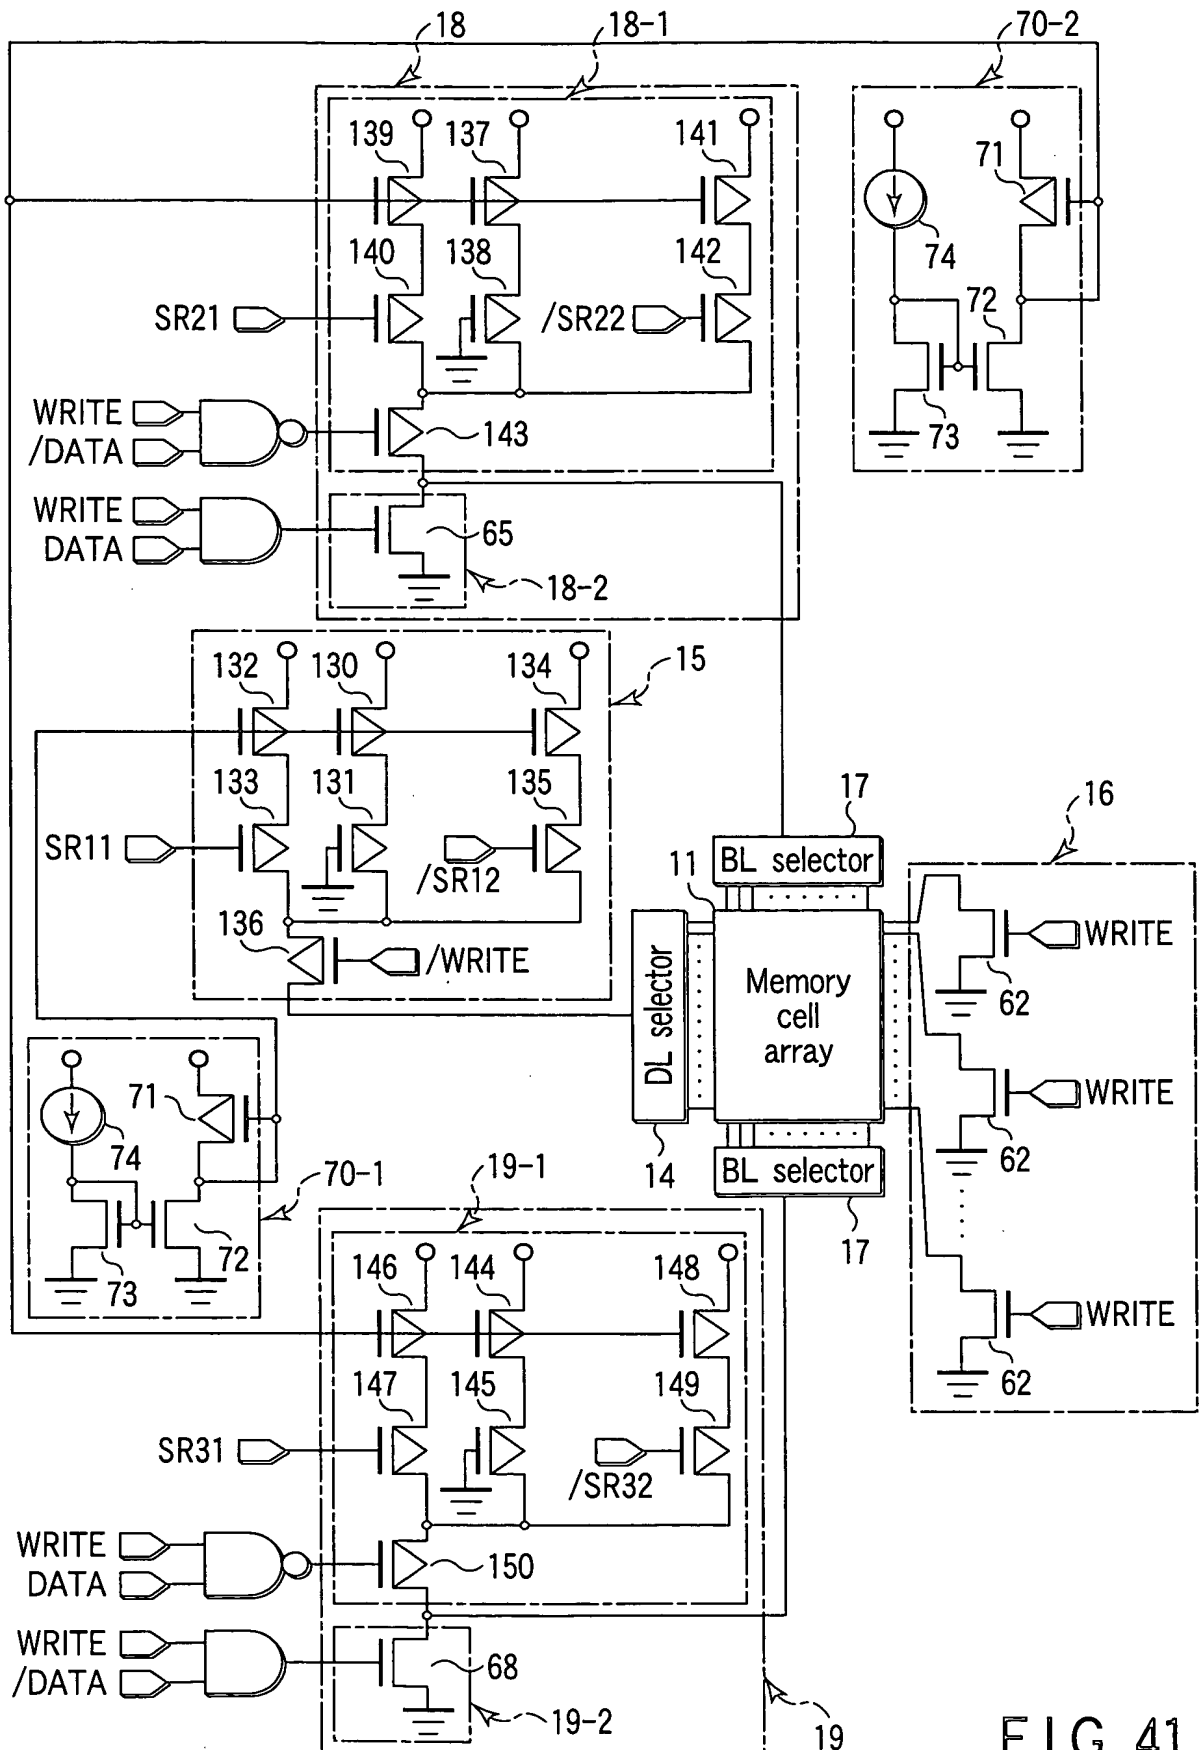 18
18-1
70-2
139
137
141
71
140
138
142
74
72
SR21
/SR22
WRITE
/DATA
143
73
WRITE
DATA
65
18-2
132
130
134
15
133
131
135
17
16
SR11
/SR12
BL selector
11
136
/WRITE
WRITE
DL selector
Memory
cell
array
62
71
WRITE
74
62
19-1
70-1
14
BL selector
72
73
17
146
144
148
WRITE
147
145
149
62
SR31
/SR32
WRITE
DATA
150
WRITE
/DATA
68
19-2
19
FIG. 41